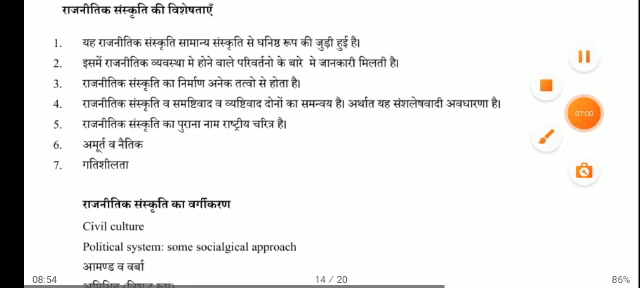 राजनीतिक संस्कृति की विशेषताएँ
1. यह राजनीतिक संस्कृति सामान्य संस्कृति से घनिष्ठ रूप की जुड़ी हुई है।
2. इसमें राजनीतिक व्यवस्था मे होने वाले परिवर्तनो के बारे मे जानकारी मिलती है।
3. राजनीतिक संस्कृति का निर्माण अनेक तत्वो से होता है।
4. राजनीतिक संस्कृति व समष्टिवाद व व्यष्टिवाद दोनों का समन्वय है। अर्थात यह संशलेषवादी अवधारणा है।
5. राजनीतिक संस्कृति का पुराना नाम राष्ट्रीय चरित्र है।
6. अमूर्त व नैतिक
7. गतिशीलता
07:00
राजनीतिक संस्कृति का वर्गीकरण
Civil culture
Political system: some socialgical approach
आमण्ड व वर्बा
08:54 14 / 20 86%